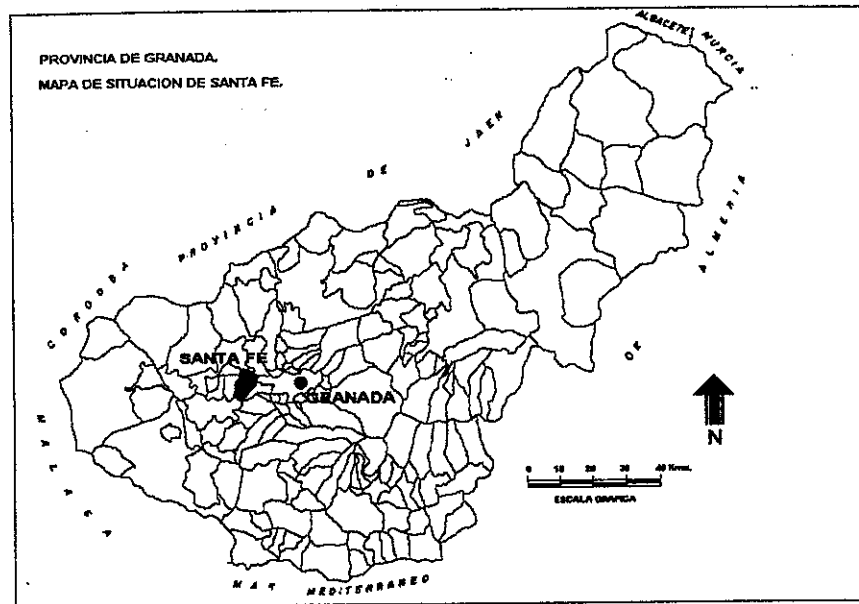 PROVINCIA DE GRANADA.
MAPA DE SITUACION DE SANTA FE.
ALBACETE
MURCIA
PROVINCIA DE JAEN
CORDOBA
ALMERIA
DE
SANTA FE
GRANADA
MALAGA
N
0 10 20 30 40 Kms.
ESCALA GRAFICA
MAR MEDITERRANEO